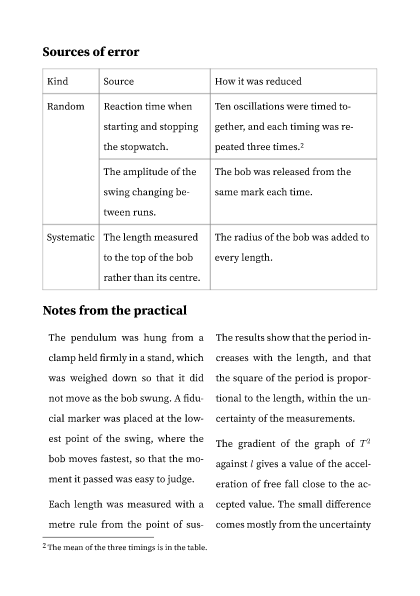 Sources of error
Kind
Source
How it was reduced
Random
Reaction time when
starting and stopping
the stopwatch.
Ten oscillations were timed to-
gether, and each timing was re-
peated three times.²
The amplitude of the
swing changing be-
tween runs.
The bob was released from the
same mark each time.
Systematic
The length measured
to the top of the bob
rather than its centre.
The radius of the bob was added to
every length.
Notes from the practical
The pendulum was hung from a
clamp held firmly in a stand, which
was weighed down so that it did
not move as the bob swung. A fidu-
cial marker was placed at the low-
est point of the swing, where the
bob moves fastest, so that the mo-
ment it passed was easy to judge.
Each length was measured with a
metre rule from the point of sus-
The results show that the period in-
creases with the length, and that
the square of the period is propor-
tional to the length, within the un-
certainty of the measurements.
The gradient of the graph of T²
against l gives a value of the accel-
eration of free fall close to the ac-
cepted value. The small difference
comes mostly from the uncertainty
² The mean of the three timings is in the table.